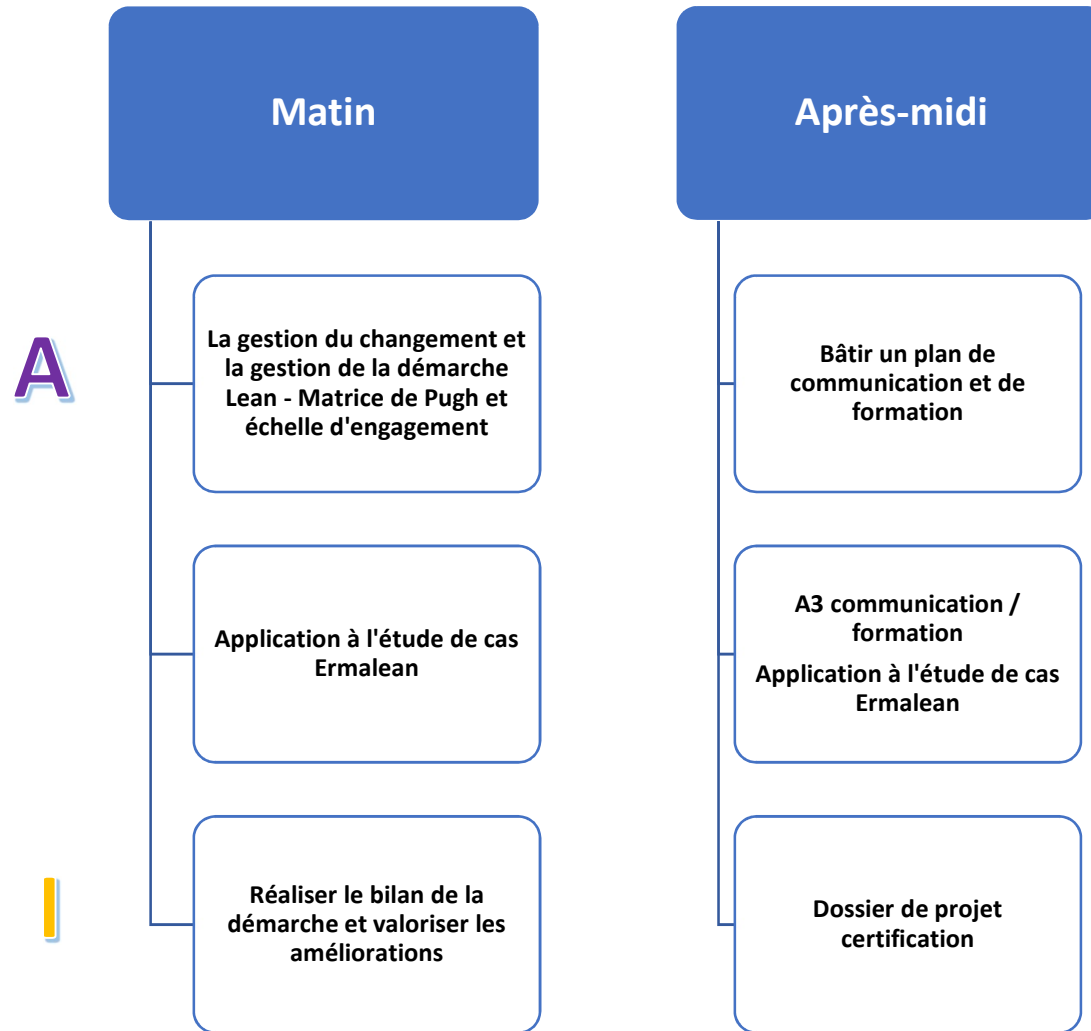 Matin
A
La gestion du changement et
la gestion de la démarche
Lean - Matrice de Pugh et
échelle d'engagement
Application à l'étude de cas
Ermalean
I
Réaliser le bilan de la
démarche et valoriser les
améliorations
Après-midi
Bâtir un plan de
communication et de
formation
A3 communication /
formation
Application à l'étude de cas
Ermalean
Dossier de projet
certification